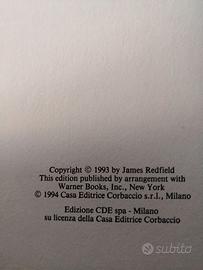 Copyright © 1993 by James Redfield
This edition published by arrangement with
Warner Books, Inc., New York
© 1994 Casa Editrice Corbaccio s.r.l., Milano
Edizione CDE spa - Milano
su licenza della Casa Editrice Corbaccio
subito